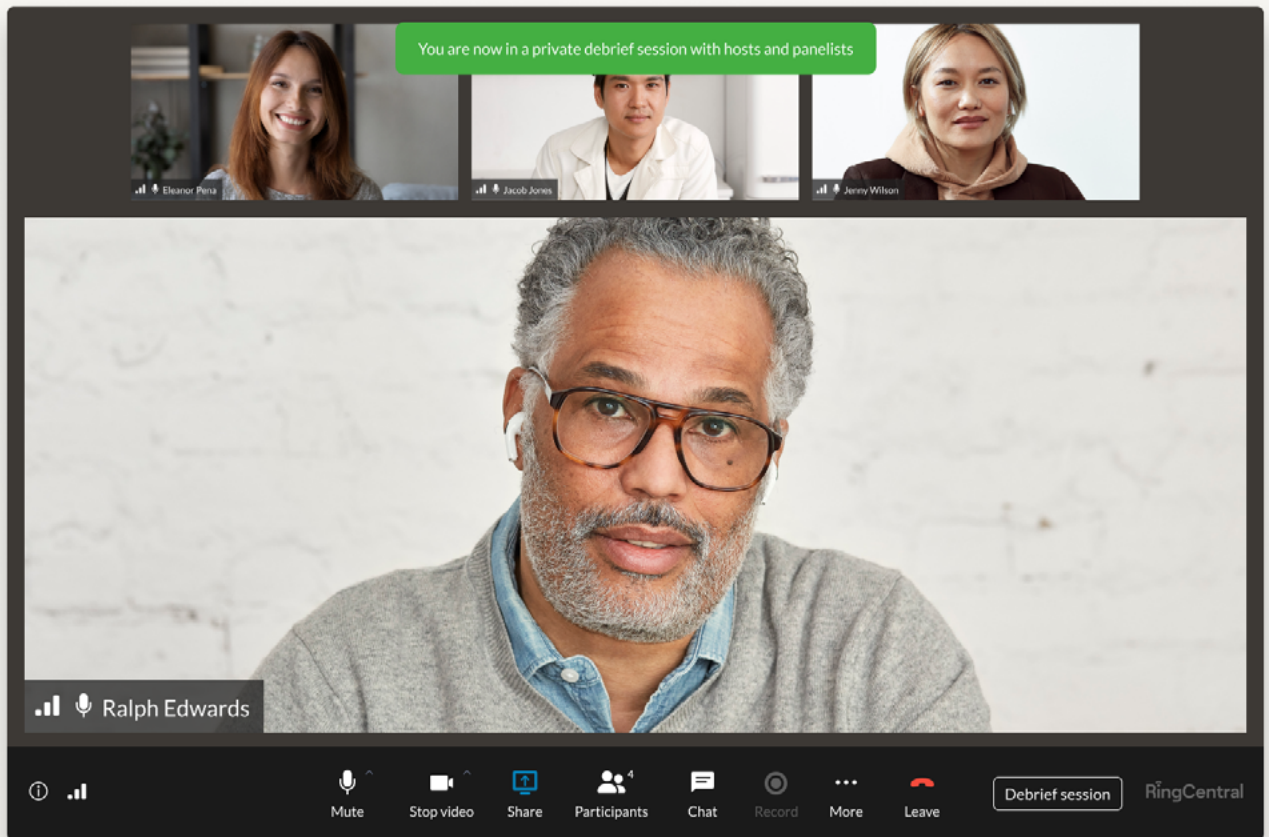 You are now in a private debrief session with hosts and panelists
Eleanor Pena
Jacob Jones
Jenny Wilson
Ralph Edwards
4
Mute
Stop video
Share
Participants
Chat
Record
More
Leave
Debrief session
RingCentral